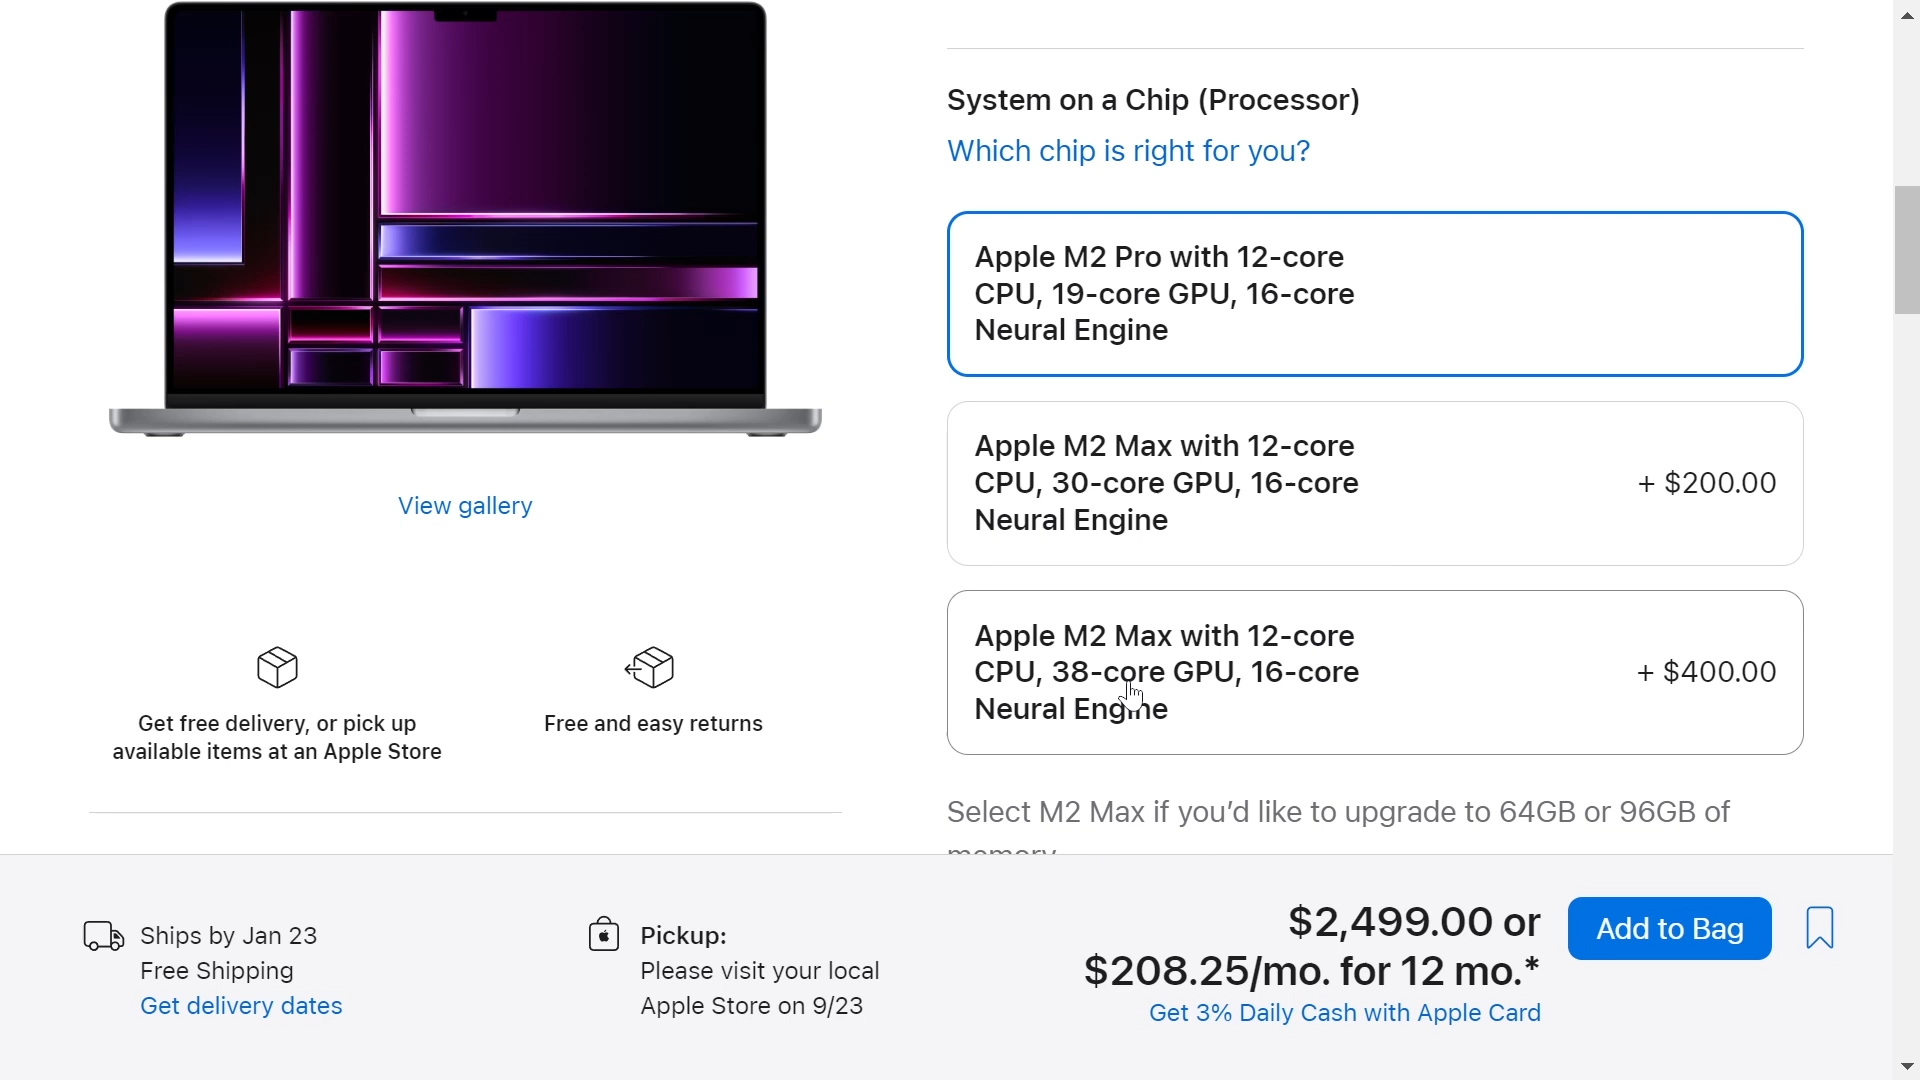 System on a Chip (Processor)
Which chip is right for you?
Apple M2 Pro with 12-core
CPU, 19-core GPU, 16-core
Neural Engine
Apple M2 Max with 12-core
CPU, 30-core GPU, 16-core
Neural Engine
+ $200.00
Apple M2 Max with 12-core
CPU, 38-core GPU, 16-core
Neural Engine
+ $400.00
Select M2 Max if you’d like to upgrade to 64GB or 96GB of
memory
View gallery
Get free delivery, or pick up
available items at an Apple Store
Free and easy returns
Ships by Jan 23
Free Shipping
Get delivery dates
Pickup:
Please visit your local
Apple Store on 9/23
$2,499.00 or
$208.25/mo. for 12 mo.*
Get 3% Daily Cash with Apple Card
Add to Bag